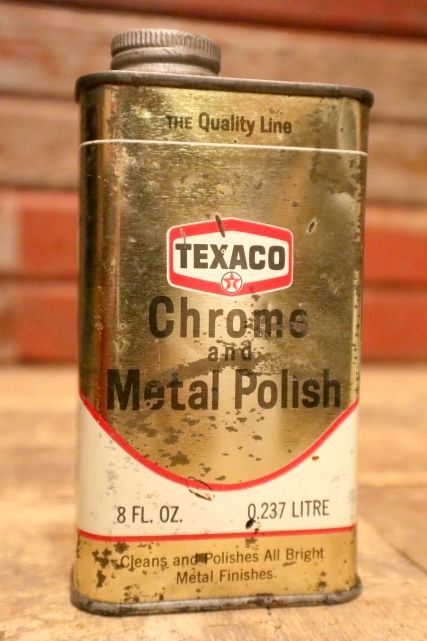 THE Quality Line
TEXACO
T
Chrome
and
Metal Polish
8 FL. OZ. 0,237 LITRE
Cleans and Polishes All Bright
Metal Finishes.